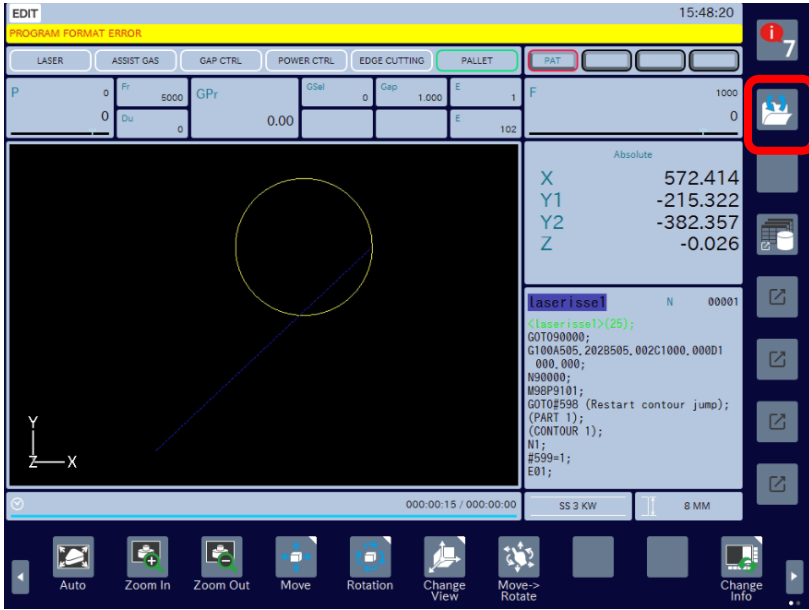 EDIT 15:48:20
PROGRAM FORMAT ERROR
i 7
LASER ASSIST GAS GAP CTRL POWER CTRL EDGE CUTTING PALLET PAT
P 0 Fr 5000 GPr GSel 0 Gap 1.000 E 1 F 1000
0 Du 0 0.00 E 102 0
Absolute
X 572.414
Y1 -215.322
Y2 -382.357
Z -0.026
laserisse1 N 00001
<laserisse1>(25);
GOTO90000;
G100A505.202B505.002C1000.000D1
000.000;
N90000;
M98P9101;
GOTO#598 (Restart contour jump);
(PART 1);
(CONTOUR 1);
N1;
#599=1;
E01;
Y
Z X
000:00:15 / 000:00:00 SS 3 KW 8 MM
Auto Zoom In Zoom Out Move Rotation Change View Move-> Rotate Change Info